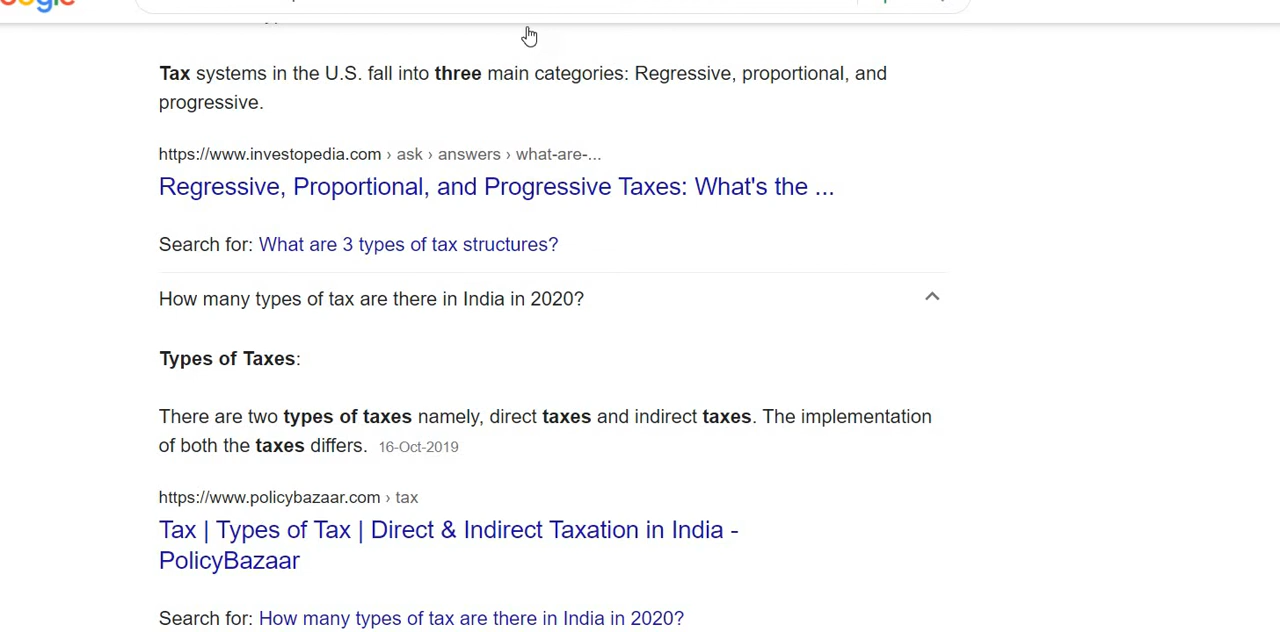 Tax systems in the U.S. fall into three main categories: Regressive, proportional, and
progressive.
https://www.investopedia.com › ask › answers › what-are-...
Regressive, Proportional, and Progressive Taxes: What's the ...
Search for: What are 3 types of tax structures?
How many types of tax are there in India in 2020?
Types of Taxes:
There are two types of taxes namely, direct taxes and indirect taxes. The implementation
of both the taxes differs. 16-Oct-2019
https://www.policybazaar.com › tax
Tax | Types of Tax | Direct & Indirect Taxation in India -
PolicyBazaar
Search for: How many types of tax are there in India in 2020?